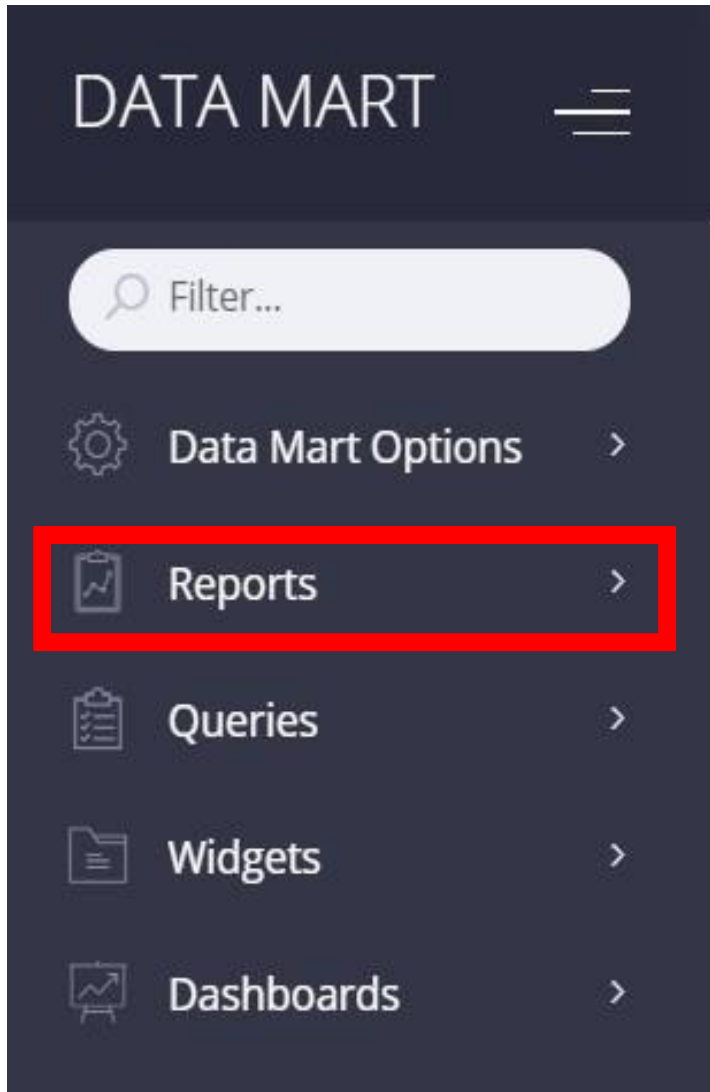 DATA MART
Filter...
Data Mart Options
Reports
Queries
Widgets
Dashboards